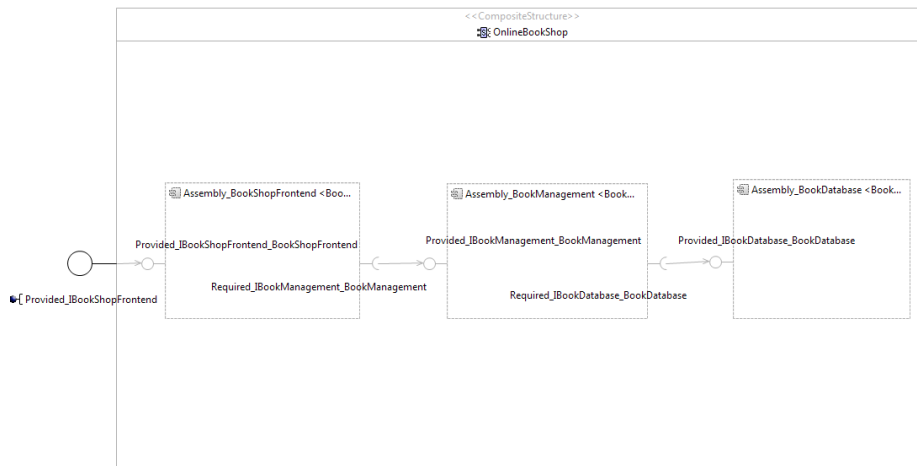 <<CompositeStructure>>
OnlineBookShop
Assembly_BookShopFrontend <Boo...
Assembly_BookManagement <Book...
Assembly_BookDatabase <Book...
Provided_IBookShopFrontend_BookShopFrontend
Provided_IBookManagement_BookManagement
Provided_IBookDatabase_BookDatabase
Required_IBookManagement_BookManagement
Required_IBookDatabase_BookDatabase
Provided_IBookShopFrontend